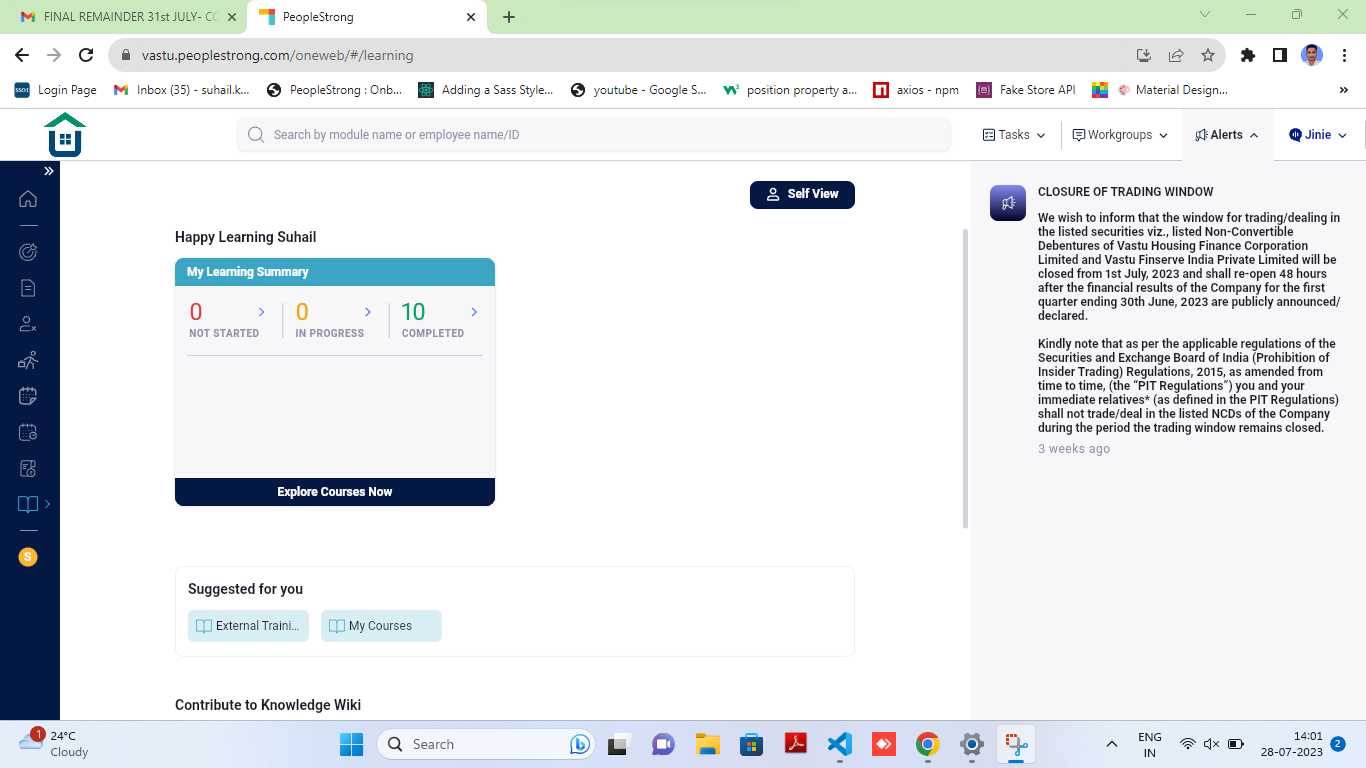 FINAL REMAINDER 31st JULY- CC
PeopleStrong
vastu.peoplestrong.com/oneweb/#/learning
SSO1 Login Page
Inbox (35) - suhail.k...
PeopleStrong : Onb...
Adding a Sass Style...
youtube - Google S...
position property a...
axios - npm
Fake Store API
Material Design...
Search by module name or employee name/ID
Tasks
Workgroups
Alerts
Jinie
Self View
Happy Learning Suhail
My Learning Summary
0 0 10
NOT STARTED IN PROGRESS COMPLETED
Explore Courses Now
Suggested for you
External Traini...
My Courses
Contribute to Knowledge Wiki
S
CLOSURE OF TRADING WINDOW
We wish to inform that the window for trading/dealing in
the listed securities viz., listed Non-Convertible
Debentures of Vastu Housing Finance Corporation
Limited and Vastu Finserve India Private Limited will be
closed from 1st July, 2023 and shall re-open 48 hours
after the financial results of the Company for the first
quarter ending 30th June, 2023 are publicly announced/
declared.
Kindly note that as per the applicable regulations of the
Securities and Exchange Board of India (Prohibition of
Insider Trading) Regulations, 2015, as amended from
time to time, (the “PIT Regulations”) you and your
immediate relatives* (as defined in the PIT Regulations)
shall not trade/deal in the listed NCDs of the Company
during the period the trading window remains closed.
3 weeks ago
1
24°C
Cloudy
Search
ENG
IN
14:01
28-07-2023
2